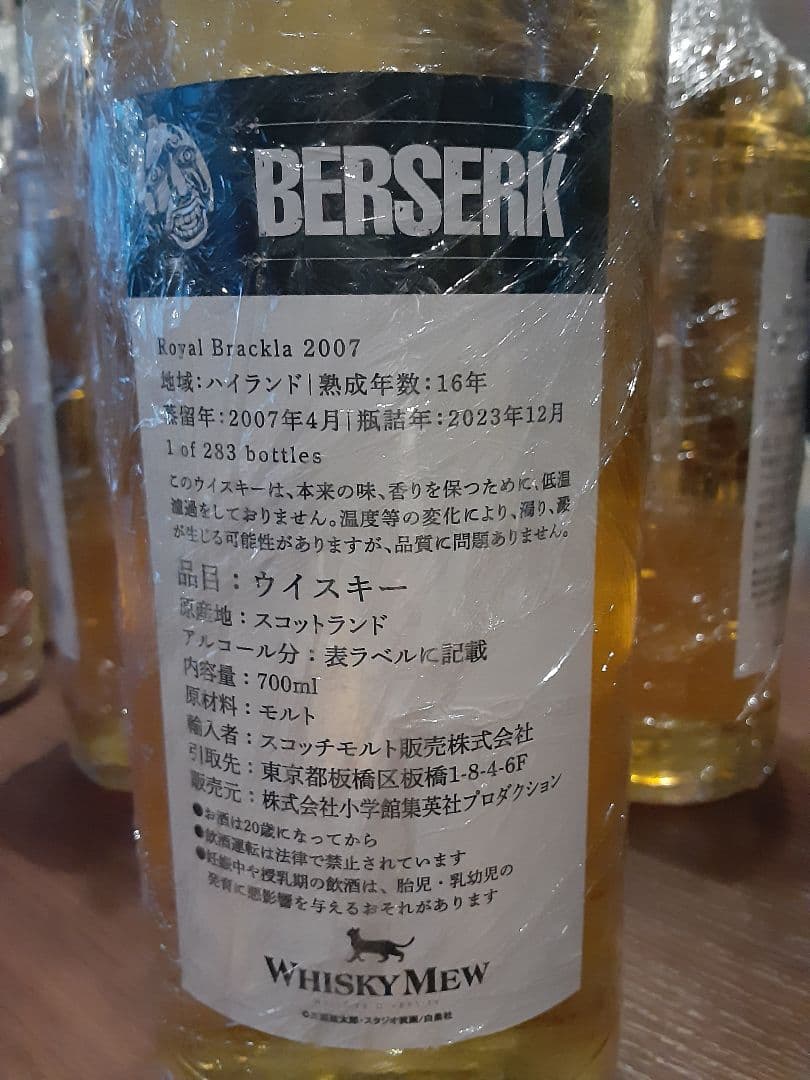 BERSERK
Royal Brackla 2007
地域:ハイランド|熟成年数:16年
蒸留年:2007年4月|瓶詰年:2023年12月
1 of 283 bottles
このウイスキーは、本来の味、香りを保つために、低温
濾過をしておりません。温度等の変化により、濁り、澱
が生じる可能性がありますが、品質に問題ありません。
品目:ウイスキー
原産地:スコットランド
アルコール分:表ラベルに記載
内容量:700ml
原材料:モルト
輸入者:スコッチモルト販売株式会社
引取先:東京都板橋区板橋1-8-4-6F
販売元:株式会社小学館集英社プロダクション
●お酒は20歳になってから
●飲酒運転は法律で禁止されています
●妊娠中や授乳期の飲酒は、胎児・乳幼児の
発育に悪影響を与えるおそれがあります
WHISKY MEW
©三浦建太郎・スタジオ我画/白泉社